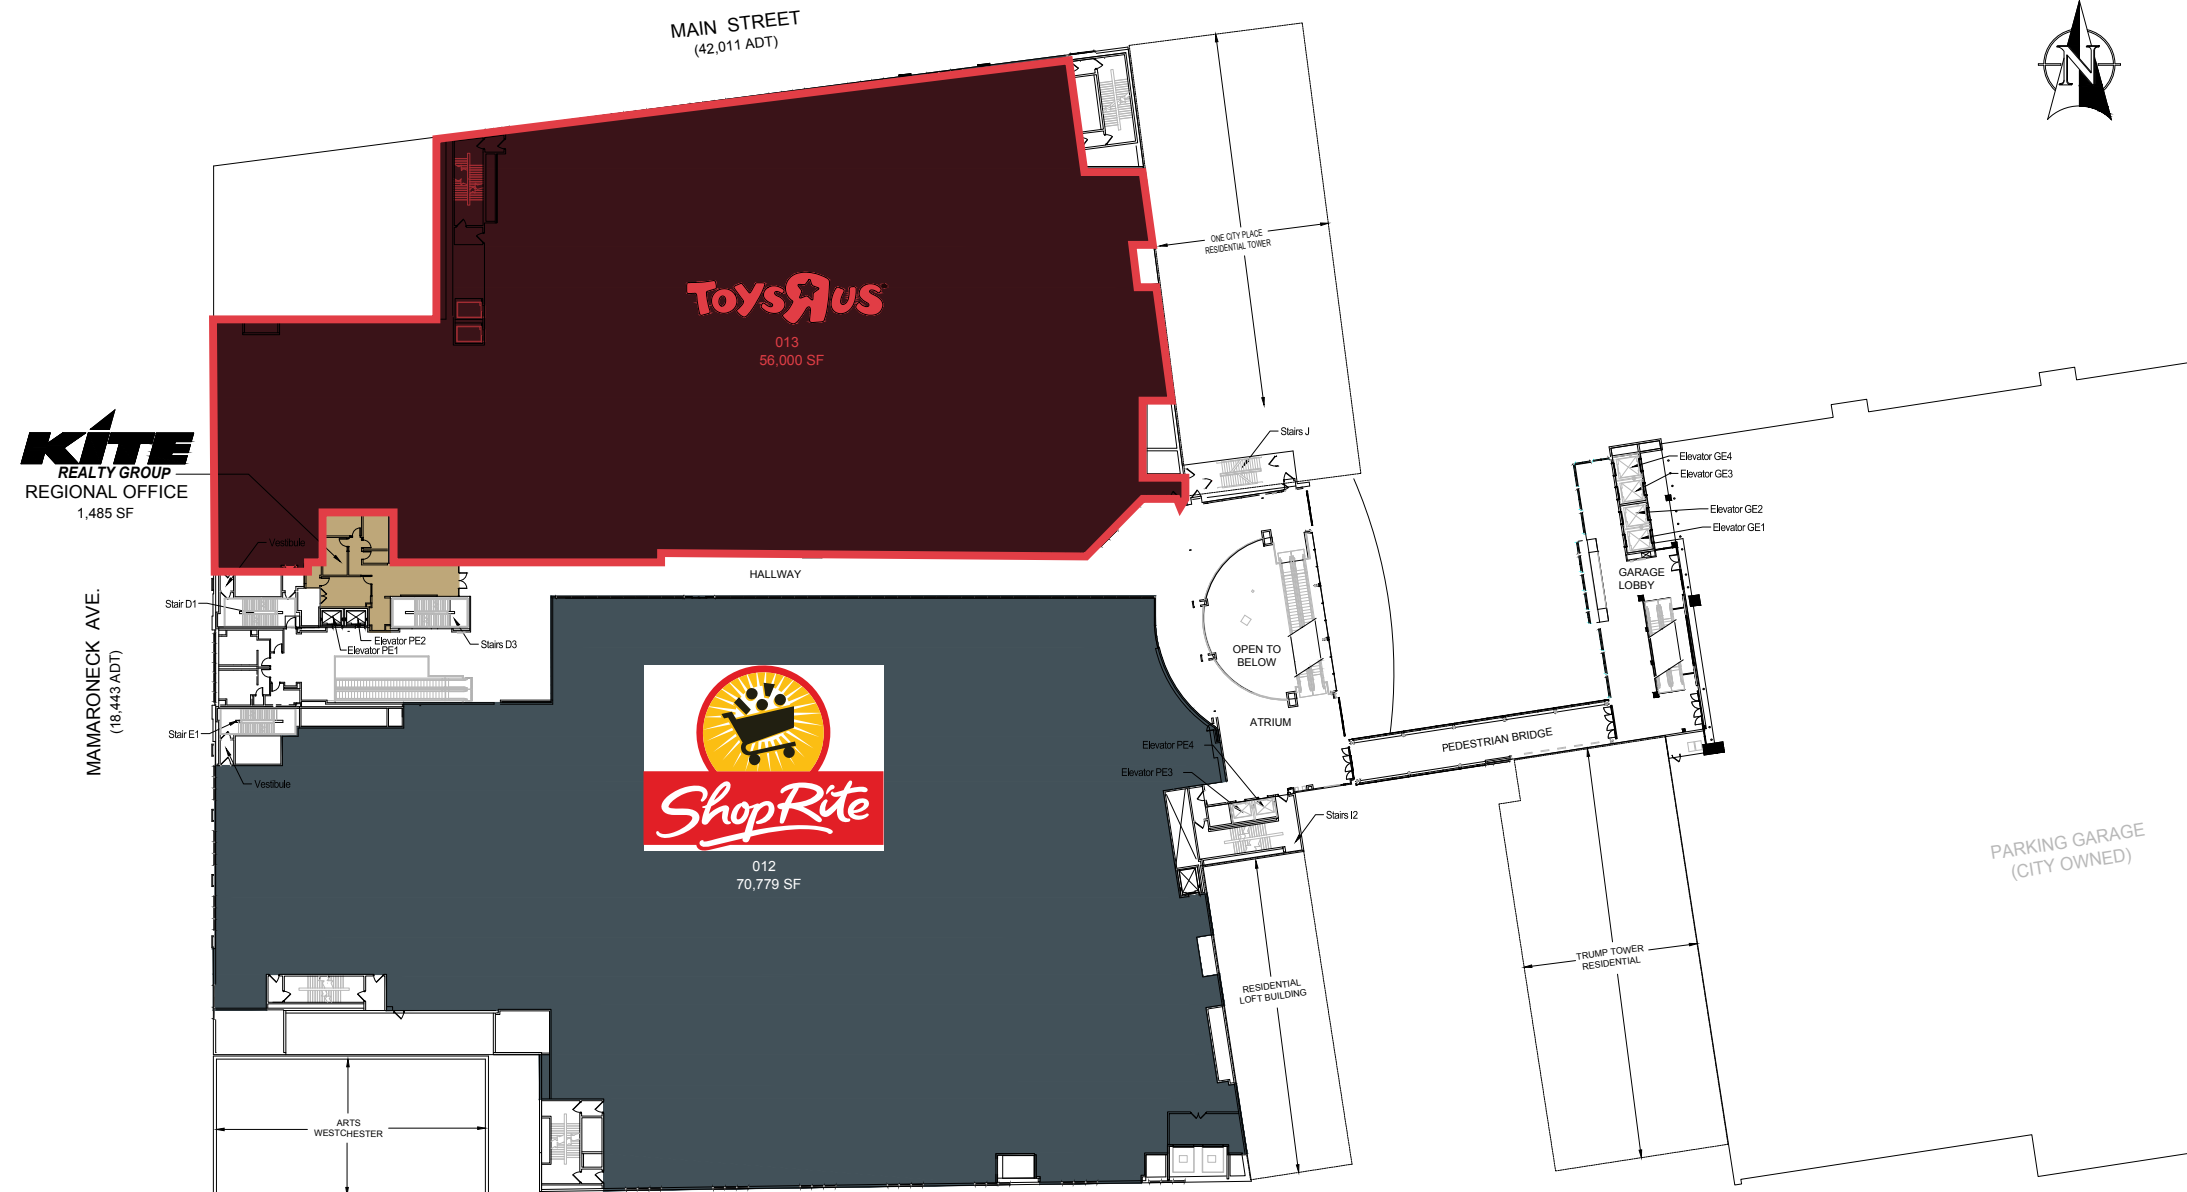 MAIN STREET
(42,011 ADT)
N
ONE CITY PLACE
RESIDENTIAL TOWER
ToysRus
013
56,000 SF
KITE
REALTY GROUP
REGIONAL OFFICE
1,485 SF
Stairs J
Elevator GE4
Elevator GE3
Elevator GE2
Elevator GE1
Vestibule
HALLWAY
GARAGE
LOBBY
Stair D1
Elevator PE2
Elevator PE1
Stairs D3
OPEN TO
BELOW
MAMARONECK AVE.
(18,443 ADT)
ATRIUM
Stair E1
Vestibule
PEDESTRIAN BRIDGE
Elevator PE4
Elevator PE3
Stairs I2
ShopRite
012
70,779 SF
PARKING GARAGE
(CITY OWNED)
TRUMP TOWER
RESIDENTIAL
RESIDENTIAL
LOFT BUILDING
ARTS
WESTCHESTER